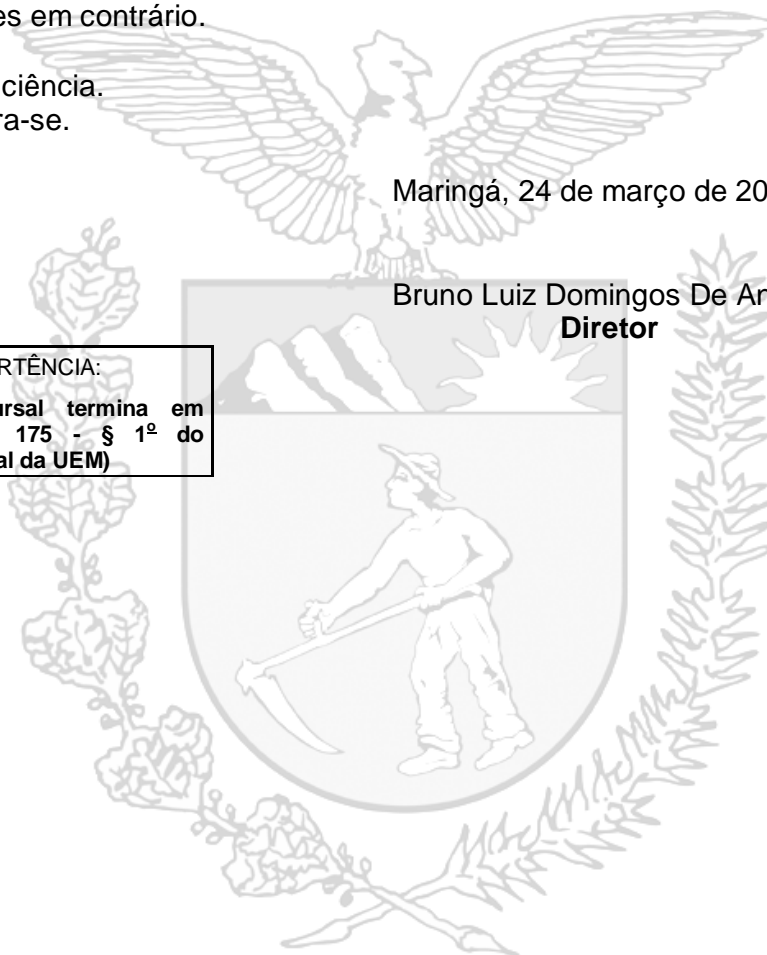 es em contrário.
ciência.
ra-se.
Maringá, 24 de março de 20
Bruno Luiz Domingos De An
Diretor
RTÊNCIA:
ursal termina em
175 - § 1º do
al da UEM)